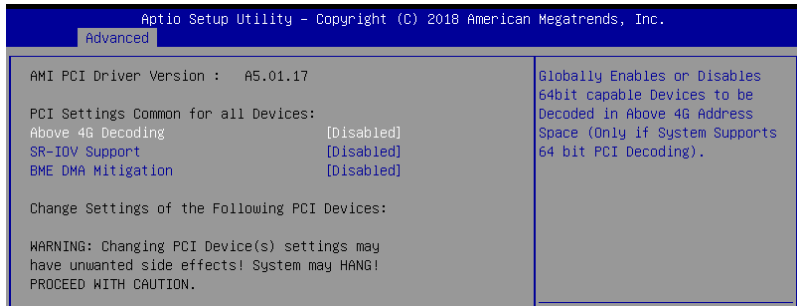 Aptio Setup Utility – Copyright (C) 2018 American Megatrends, Inc.
Advanced
AMI PCI Driver Version :   A5.01.17
PCI Settings Common for all Devices:
Above 4G Decoding   [Disabled]
SR-IOV Support   [Disabled]
BME DMA Mitigation   [Disabled]
Change Settings of the Following PCI Devices:
WARNING: Changing PCI Device(s) settings may
have unwanted side effects! System may HANG!
PROCEED WITH CAUTION.
Globally Enables or Disables
64bit capable Devices to be
Decoded in Above 4G Address
Space (Only if System Supports
64 bit PCI Decoding).